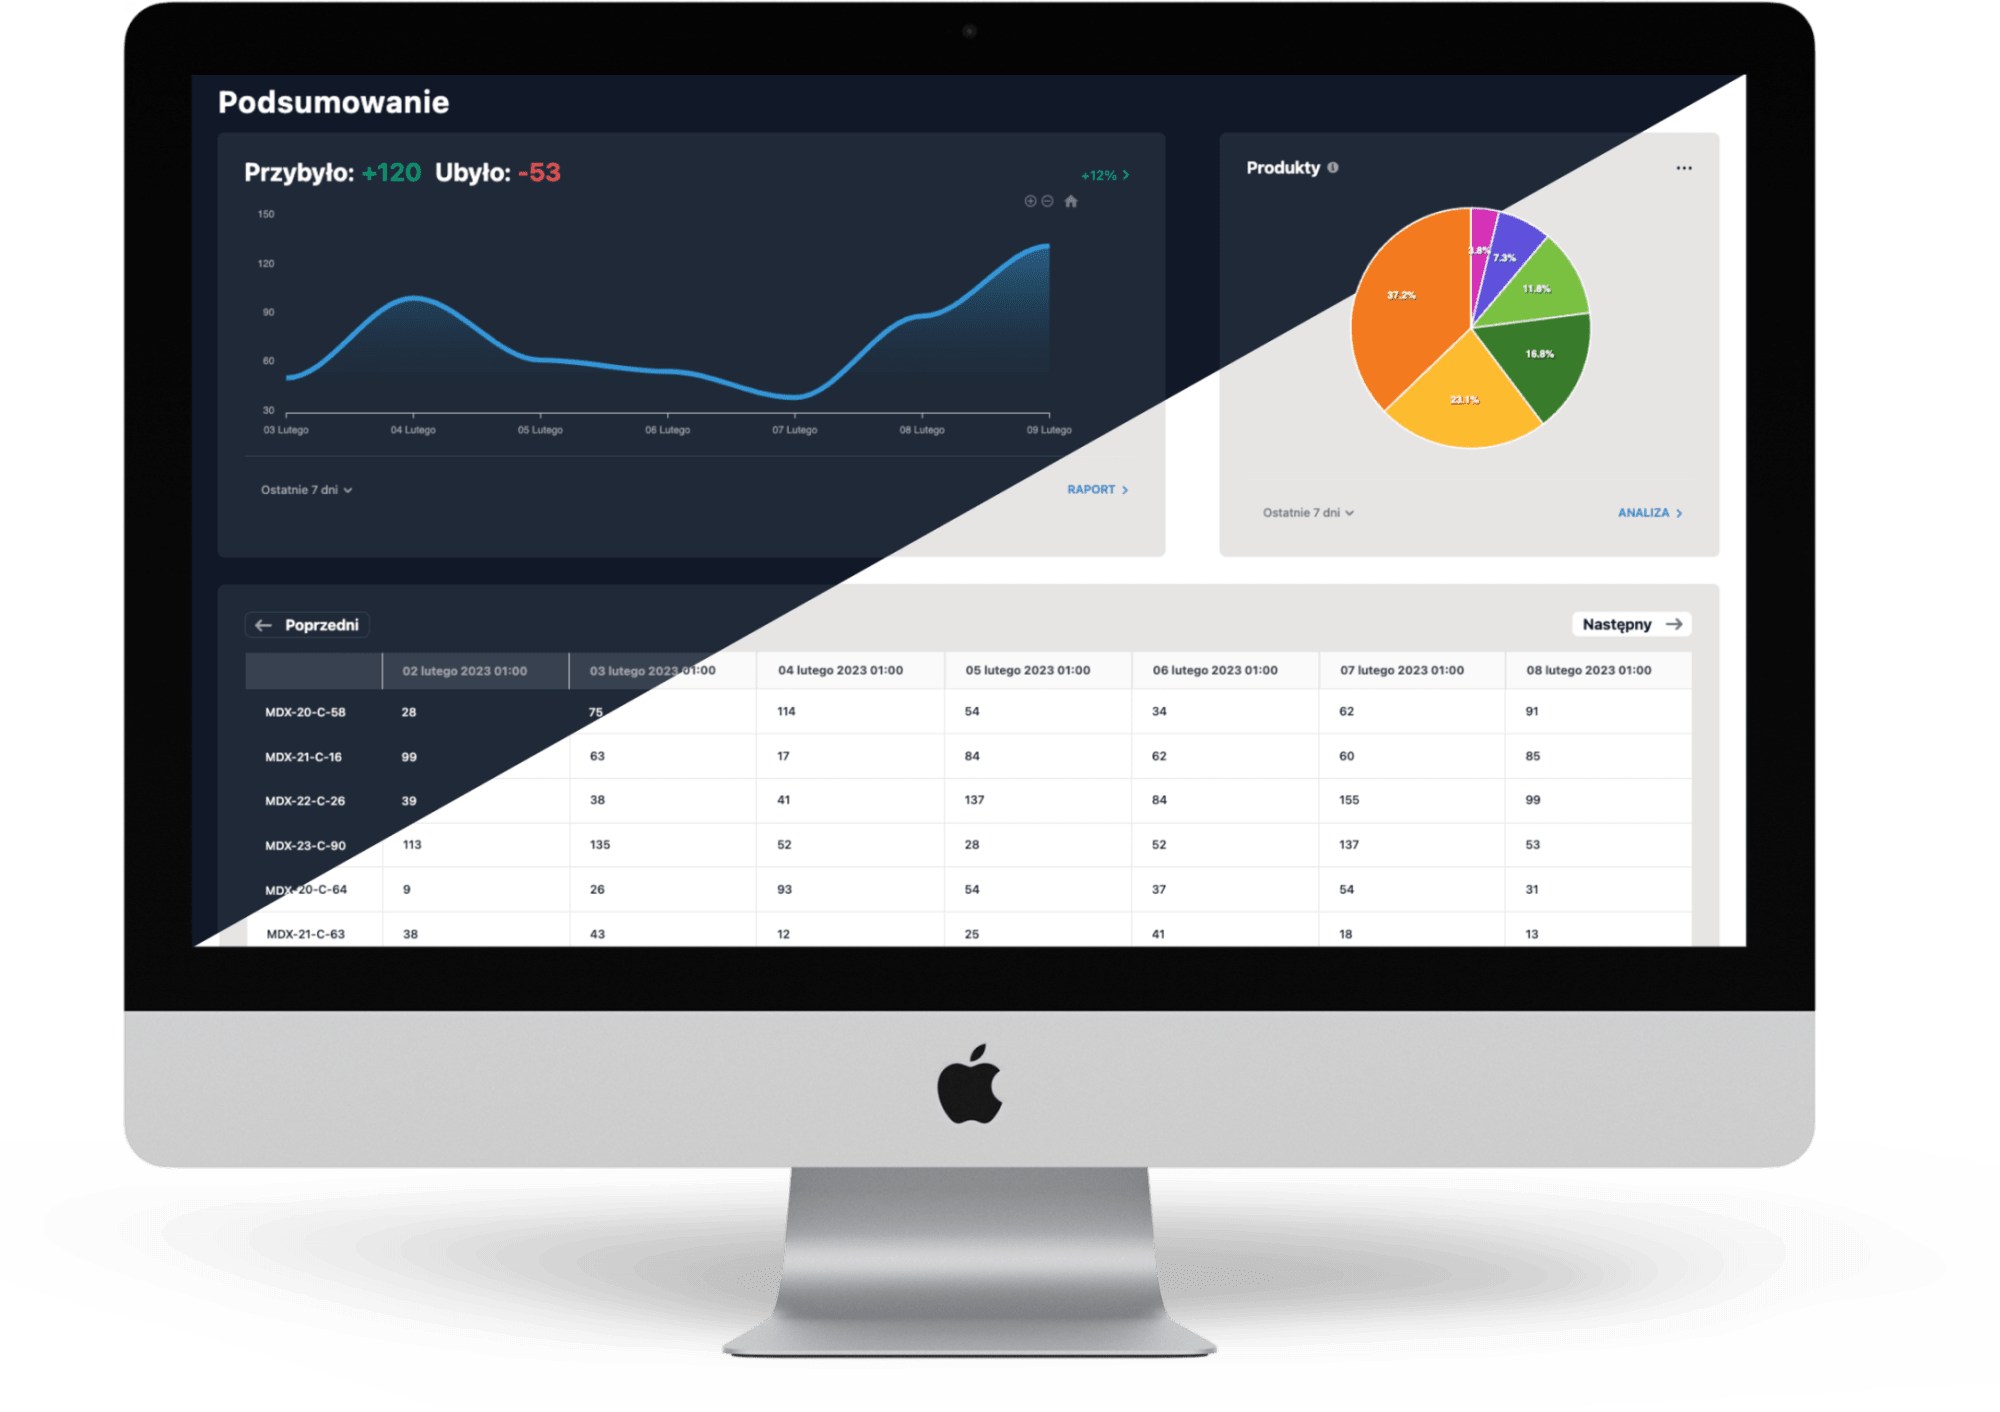 Podsumowanie
Przybyło: +120 Ubyło: -53
+12%
150
120
90
60
30
03 Lutego 04 Lutego 05 Lutego 06 Lutego 07 Lutego 08 Lutego 09 Lutego
Ostatnie 7 dni
RAPORT
Produkty
3.8%
7.3%
11.8%
16.8%
23.1%
37.2%
Ostatnie 7 dni
ANALIZA
Poprzedni
Następny
02 lutego 2023 01:00 03 lutego 2023 01:00 04 lutego 2023 01:00 05 lutego 2023 01:00 06 lutego 2023 01:00 07 lutego 2023 01:00 08 lutego 2023 01:00
MDX-20-C-58 28 75 114 54 34 62 91
MDX-21-C-16 99 63 17 84 62 60 85
MDX-22-C-26 39 38 41 137 84 155 99
MDX-23-C-90 113 135 52 28 52 137 53
MDX-20-C-64 9 26 93 54 37 54 31
MDX-21-C-63 38 43 12 25 41 18 13